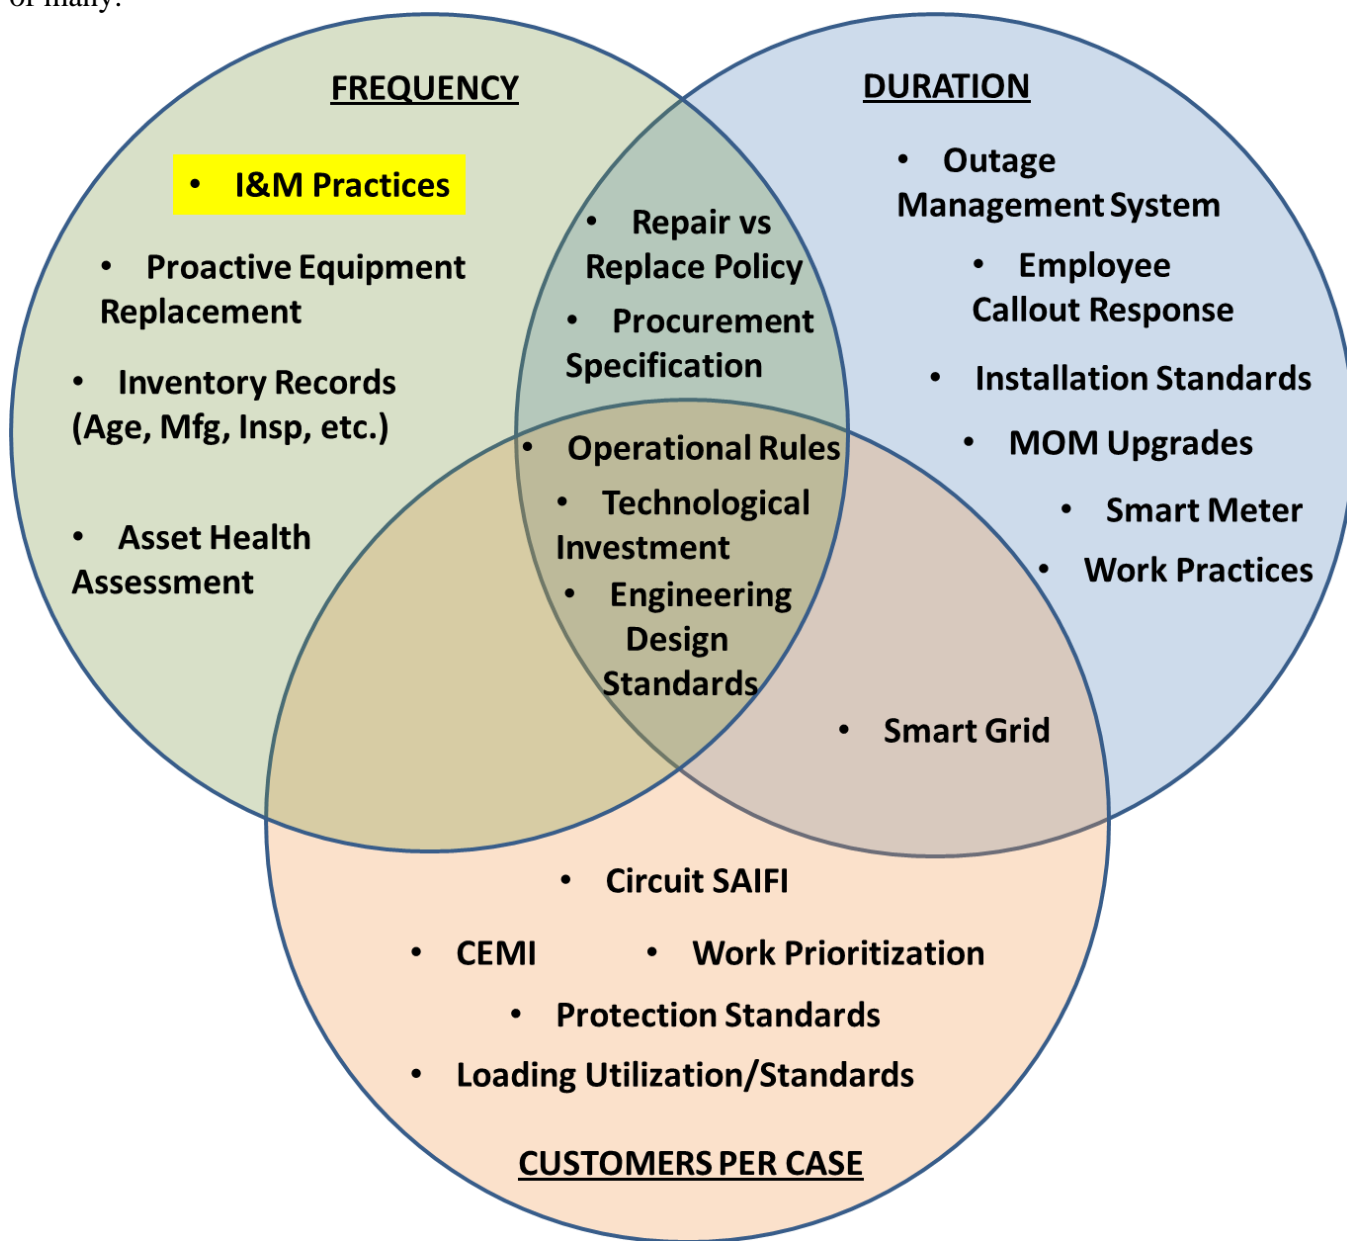 or many.
FREQUENCY
• I&M Practices
• Proactive Equipment
Replacement
• Inventory Records
(Age, Mfg, Insp, etc.)
• Asset Health
Assessment
• Repair vs
Replace Policy
• Procurement
Specification
• Operational Rules
• Technological
Investment
• Engineering
Design
Standards
DURATION
• Outage
Management System
• Employee
Callout Response
• Installation Standards
• MOM Upgrades
• Smart Meter
• Work Practices
• Smart Grid
• Circuit SAIFI
• CEMI
• Work Prioritization
• Protection Standards
• Loading Utilization/Standards
CUSTOMERS PER CASE